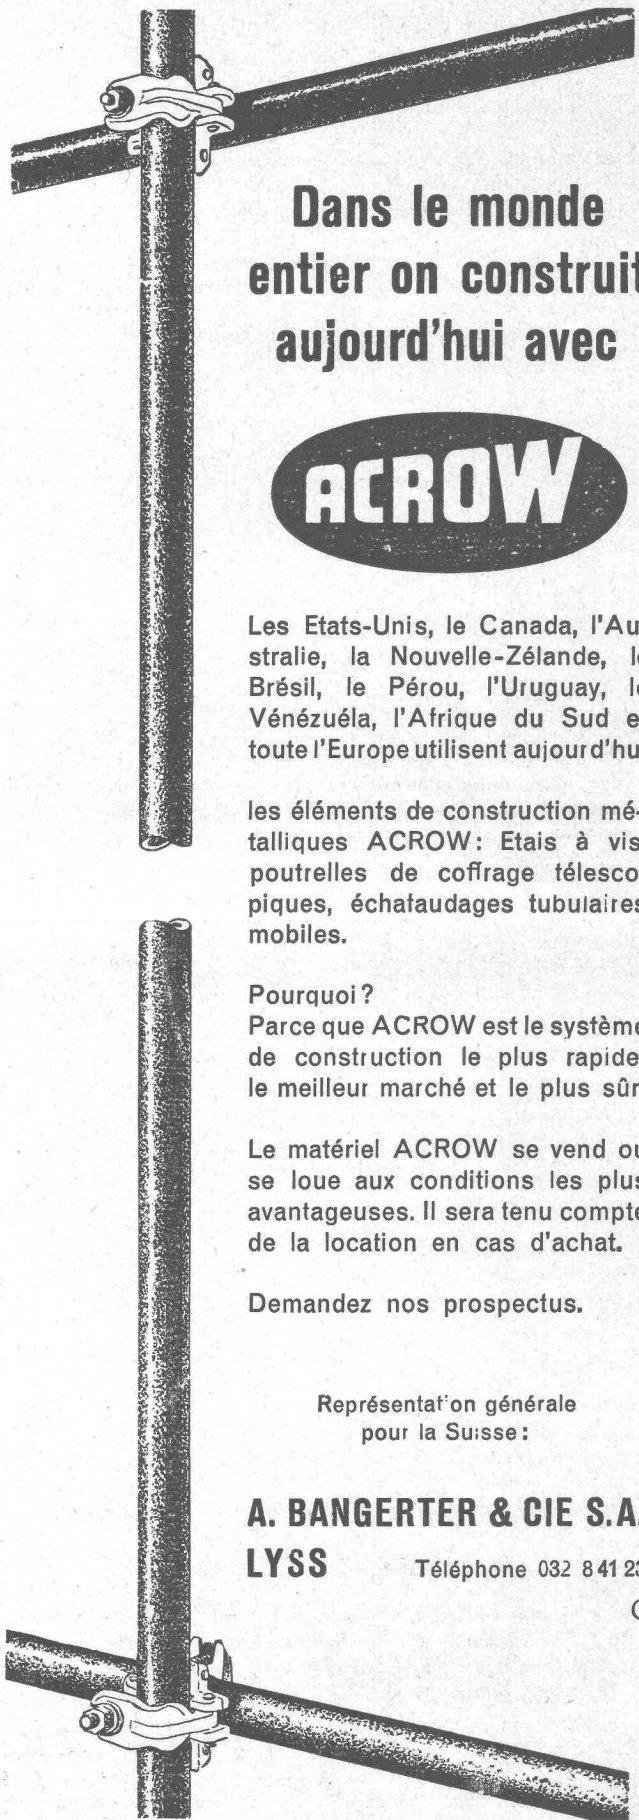 Dans le monde
entier on construit
aujourd'hui avec
ACROW
Les Etats-Unis, le Canada, l'Au-
stralie, la Nouvelle-Zélande, le
Brésil, le Pérou, l'Uruguay, le
Vénézuéla, l'Afrique du Sud et
toute l'Europe utilisent aujourd'hui
les éléments de construction mé-
talliques ACROW: Etais à vis,
poutrelles de coffrage télesco-
piques, échafaudages tubulaires
mobiles.
Pourquoi?
Parce que ACROW est le système
de construction le plus rapide,
le meilleur marché et le plus sûr.
Le matériel ACROW se vend ou
se loue aux conditions les plus
avantageuses. Il sera tenu compte
de la location en cas d'achat.
Demandez nos prospectus.
Représentation générale
pour la Suisse:
A. BANGERTER & CIE S.A.
LYSS Téléphone 032 8 41 23